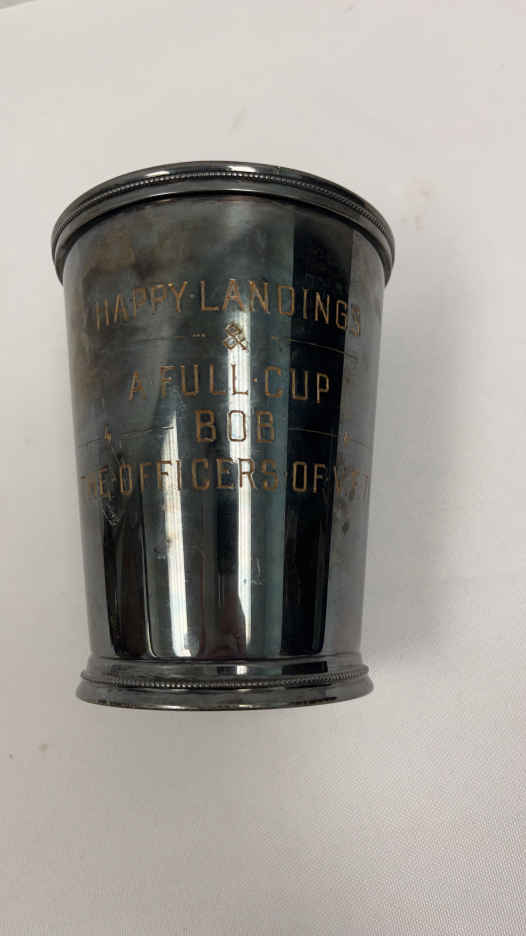 HAPPY·LANDINGS
&
A·FULL·CUP
BOB
THE OFFICERS·OF·